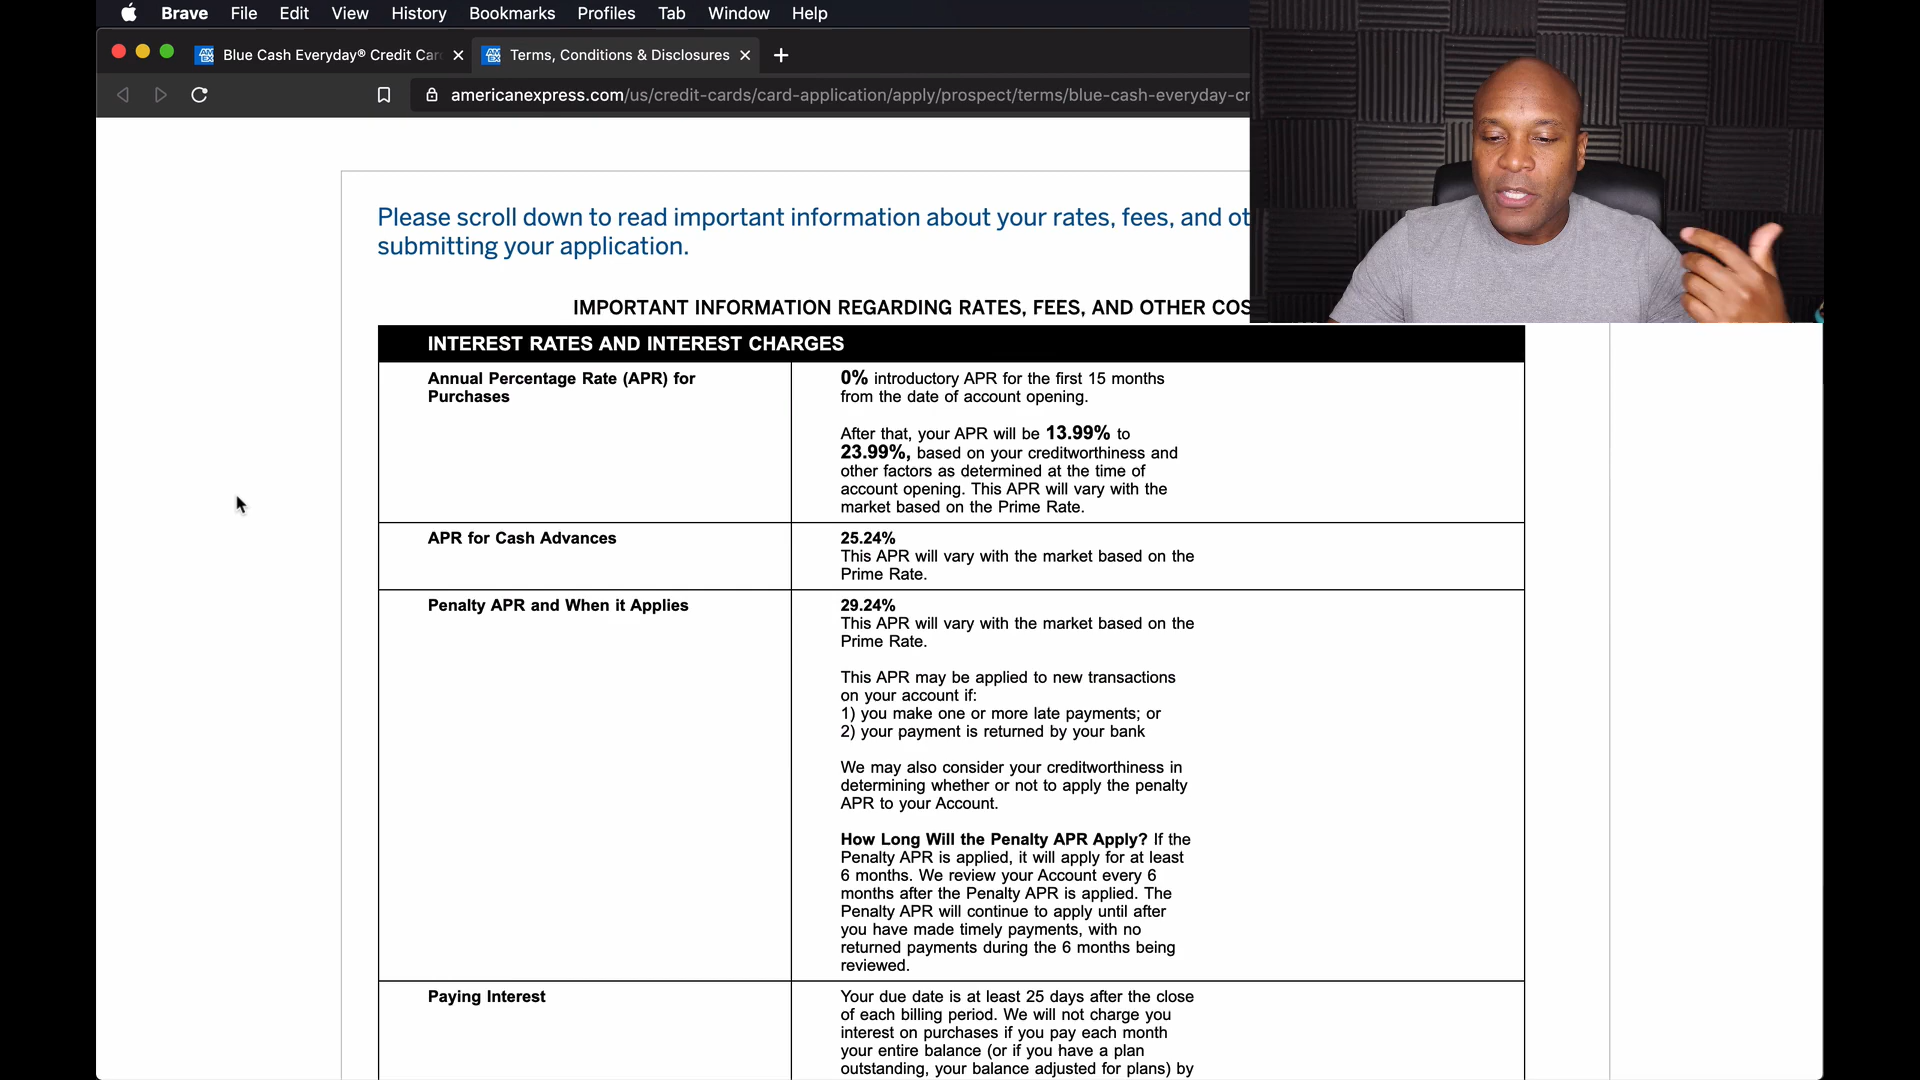 Brave File Edit View History Bookmarks Profiles Tab Window Help
Blue Cash Everyday® Credit Car Terms, Conditions & Disclosures
americanexpress.com/us/credit-cards/card-application/apply/prospect/terms/blue-cash-everyday-cr
Please scroll down to read important information about your rates, fees, and ot
submitting your application.
IMPORTANT INFORMATION REGARDING RATES, FEES, AND OTHER COS
INTEREST RATES AND INTEREST CHARGES
Annual Percentage Rate (APR) for
Purchases
0% introductory APR for the first 15 months
from the date of account opening.
After that, your APR will be 13.99% to
23.99%, based on your creditworthiness and
other factors as determined at the time of
account opening. This APR will vary with the
market based on the Prime Rate.
APR for Cash Advances
25.24%
This APR will vary with the market based on the
Prime Rate.
Penalty APR and When it Applies
29.24%
This APR will vary with the market based on the
Prime Rate.
This APR may be applied to new transactions
on your account if:
1) you make one or more late payments; or
2) your payment is returned by your bank
We may also consider your creditworthiness in
determining whether or not to apply the penalty
APR to your Account.
How Long Will the Penalty APR Apply? If the
Penalty APR is applied, it will apply for at least
6 months. We review your Account every 6
months after the Penalty APR is applied. The
Penalty APR will continue to apply until after
you have made timely payments, with no
returned payments during the 6 months being
reviewed.
Paying Interest
Your due date is at least 25 days after the close
of each billing period. We will not charge you
interest on purchases if you pay each month
your entire balance (or if you have a plan
outstanding, your balance adjusted for plans) by